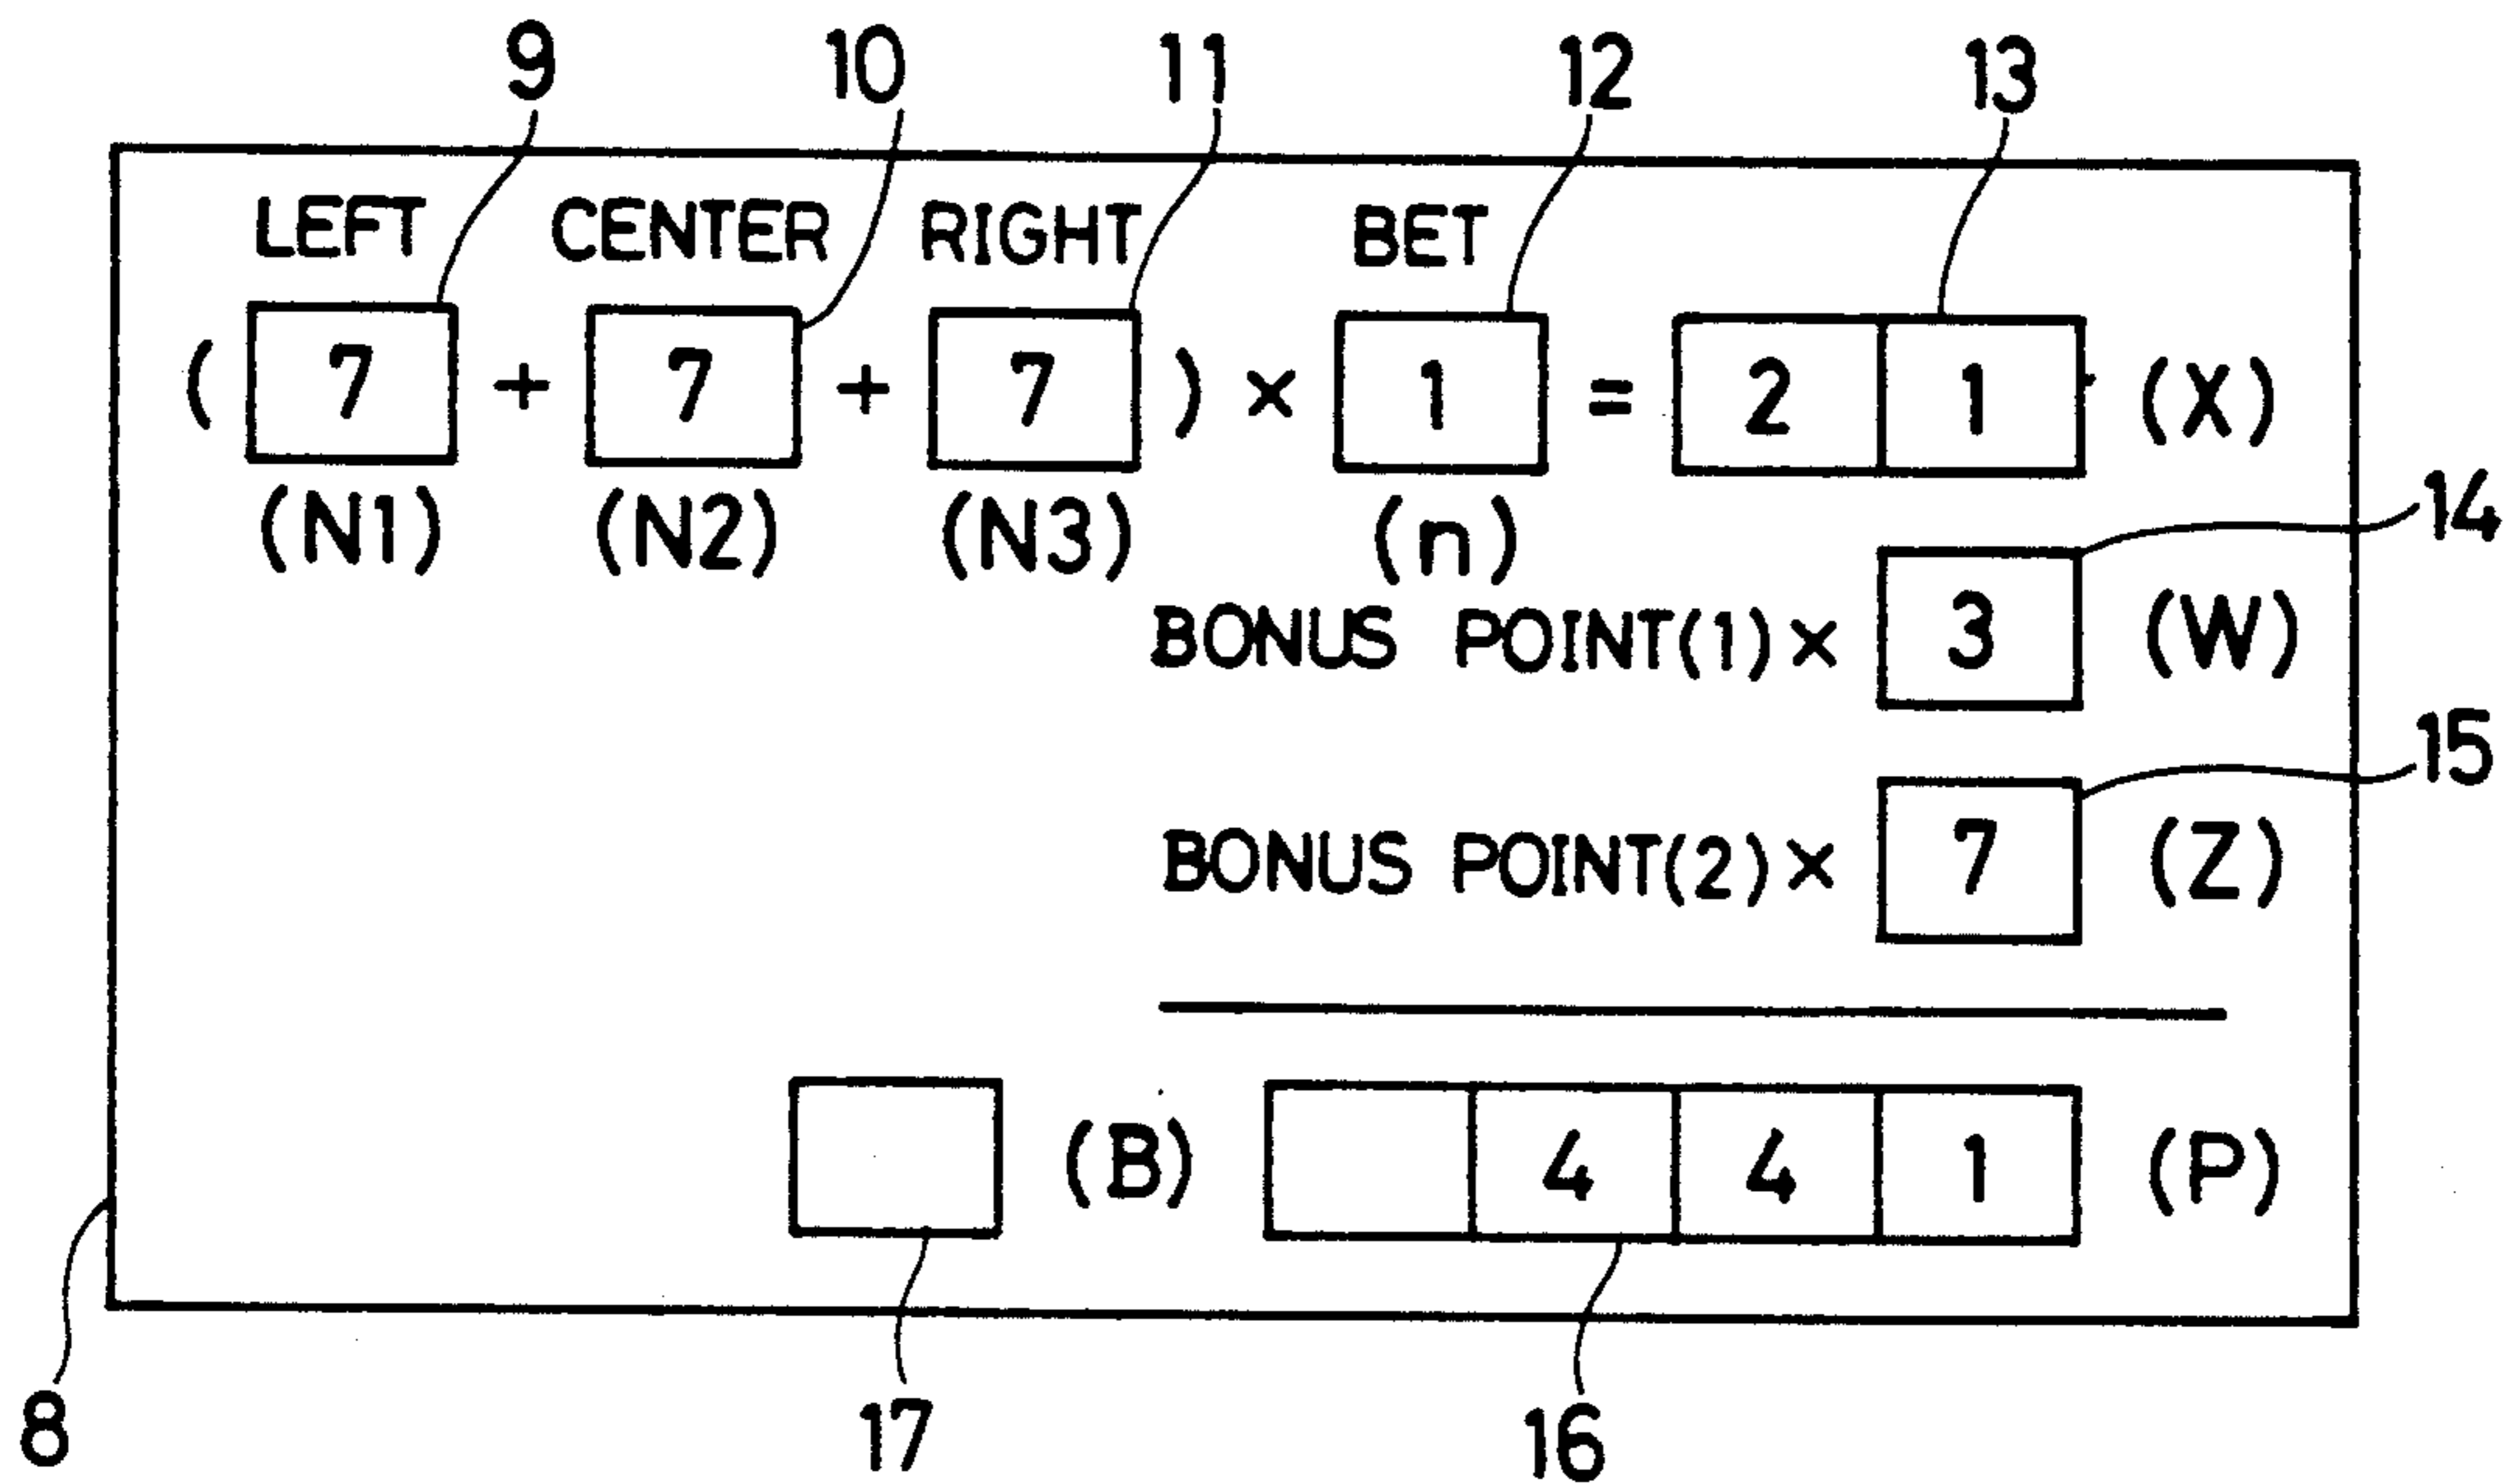 9 10 11 12 13
LEFT CENTER RIGHT BET
( 7 + 7 + 7 ) × 1 = 2 1 (X)
(N1) (N2) (N3) (n)
14
BONUS POINT(1) × 3 (W)
15
BONUS POINT(2) × 7 (Z)
(B) 4 4 1 (P)
8 17 16